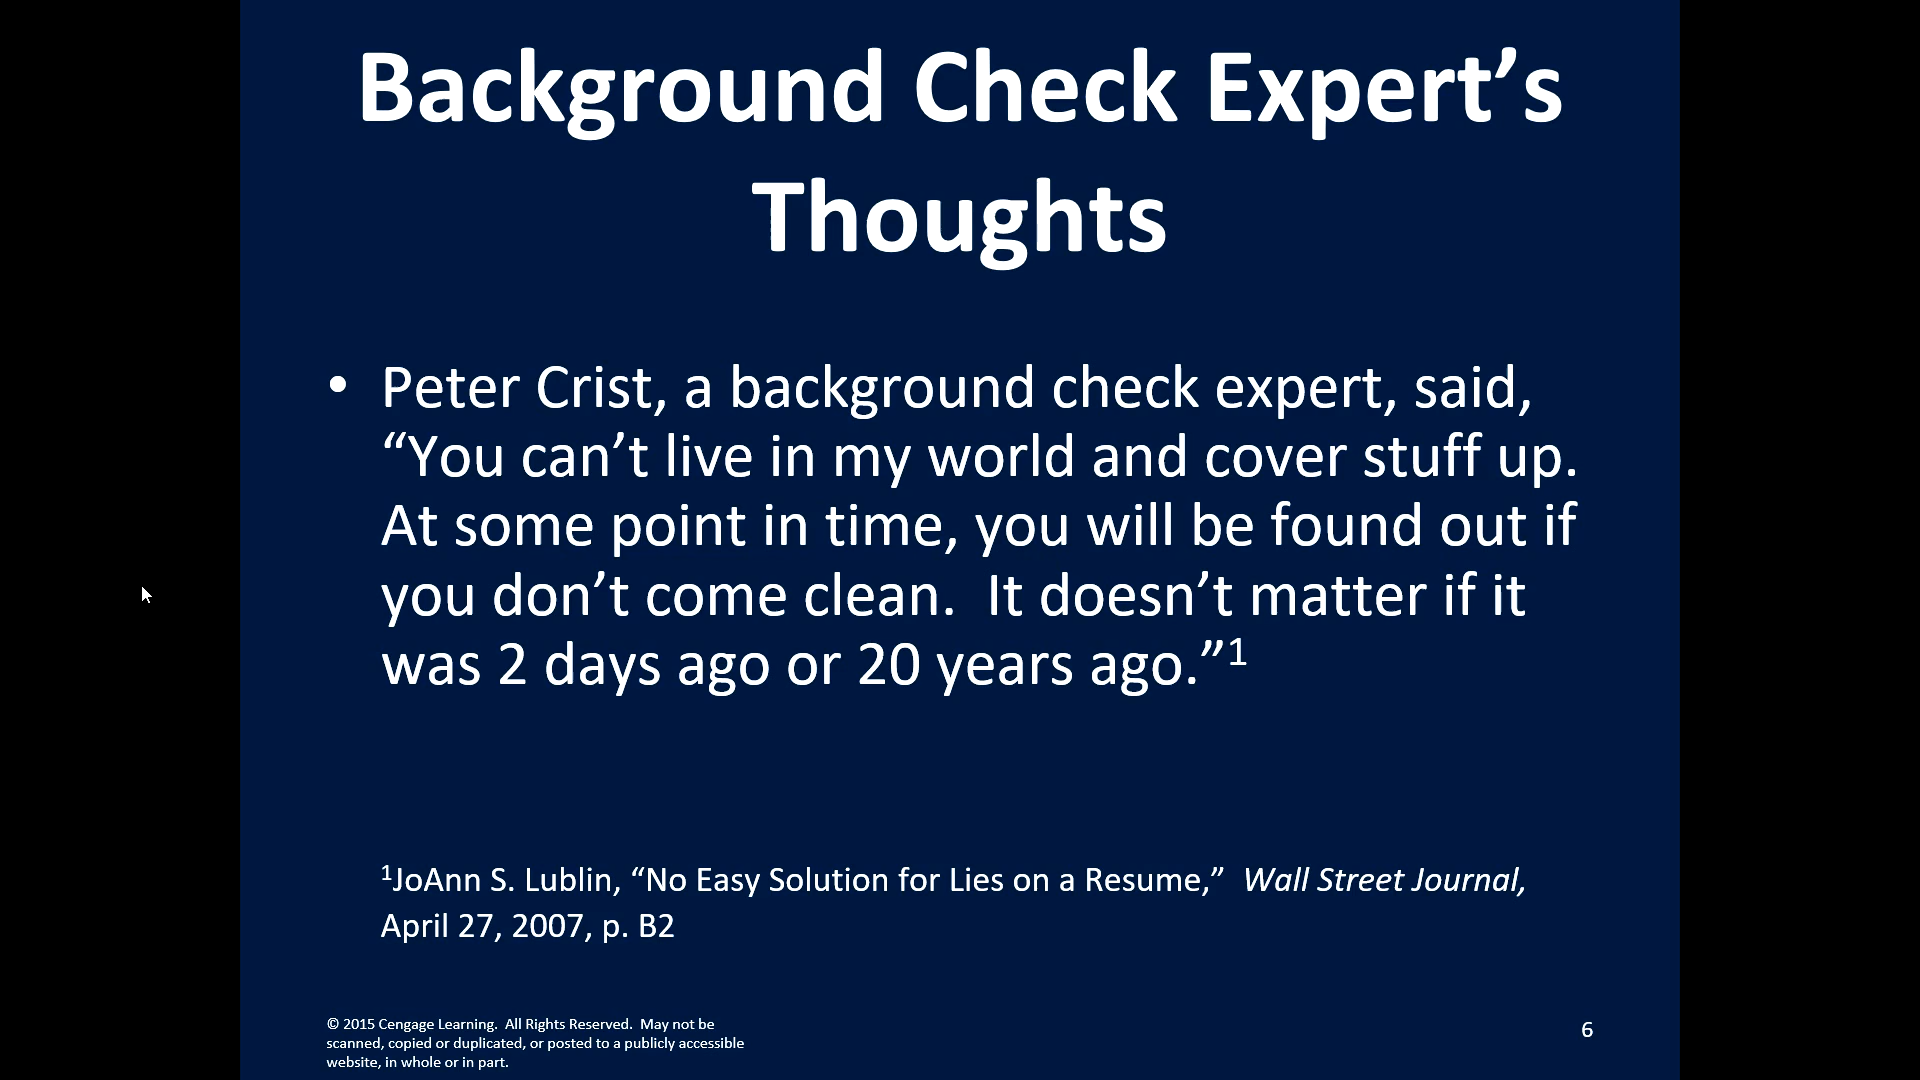 Background Check Expert’s
Thoughts
• Peter Crist, a background check expert, said,
“You can’t live in my world and cover stuff up.
At some point in time, you will be found out if
you don’t come clean.  It doesn’t matter if it
was 2 days ago or 20 years ago.”¹
¹JoAnn S. Lublin, “No Easy Solution for Lies on a Resume,”  Wall Street Journal,
April 27, 2007, p. B2
© 2015 Cengage Learning.  All Rights Reserved.  May not be
scanned, copied or duplicated, or posted to a publicly accessible
website, in whole or in part.
6